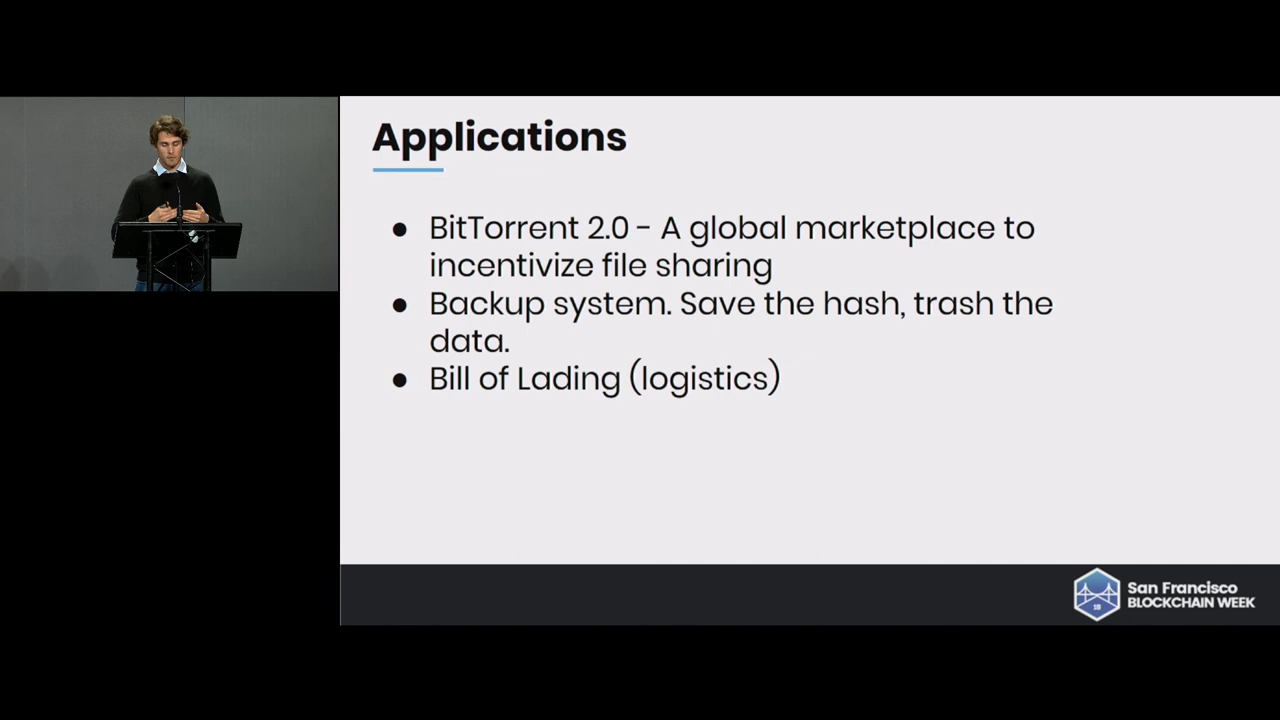 Applications
● BitTorrent 2.0 - A global marketplace to
incentivize file sharing
● Backup system. Save the hash, trash the
data.
● Bill of Lading (logistics)
18
San Francisco
BLOCKCHAIN WEEK